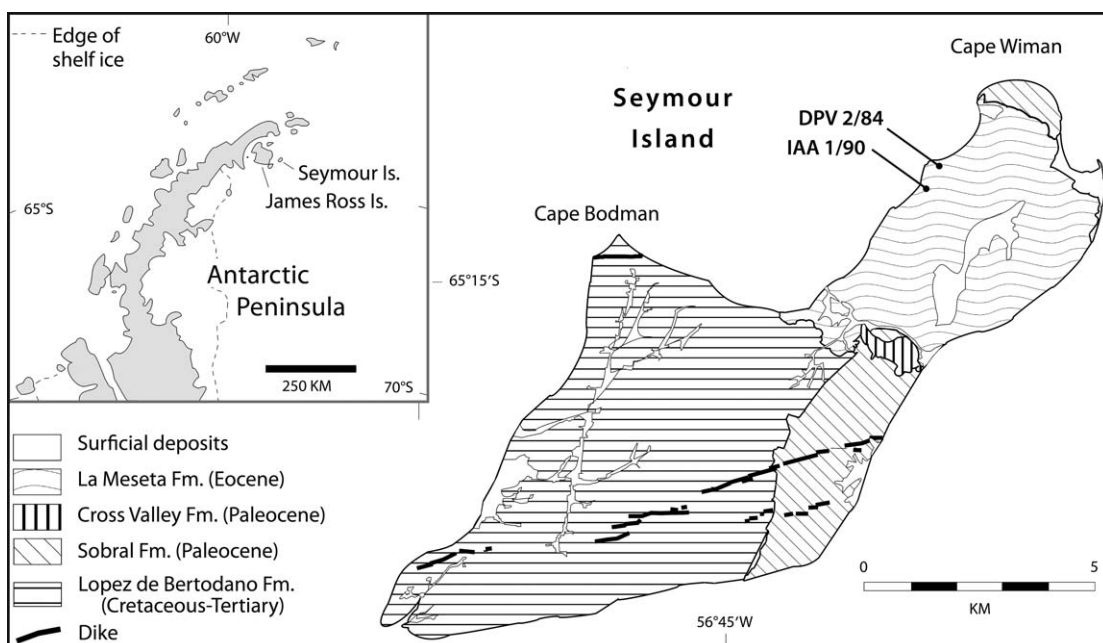 Edge of
shelf ice
60°W
Seymour Is.
James Ross Is.
65°S
Antarctic
Peninsula
250 KM
70°S
Seymour
Island
Cape Wiman
DPV 2/84
IAA 1/90
Cape Bodman
65°15'S
56°45'W
0
5
KM
Surficial deposits
La Meseta Fm. (Eocene)
Cross Valley Fm. (Paleocene)
Sobral Fm. (Paleocene)
Lopez de Bertodano Fm.
(Cretaceous-Tertiary)
Dike